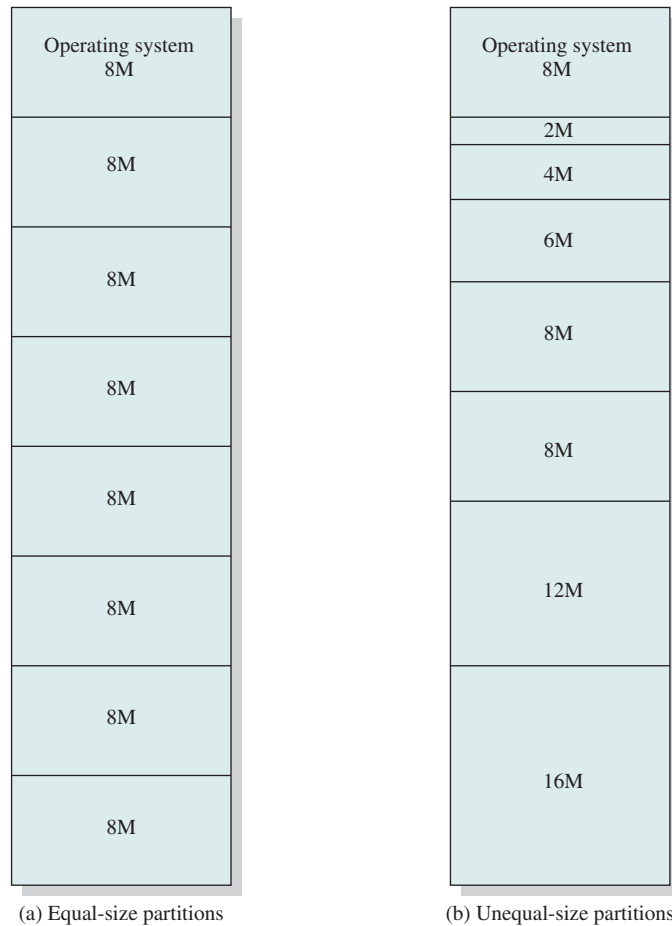 Operating system
8M
8M
8M
8M
8M
8M
8M
8M
(a) Equal-size partitions
Operating system
8M
2M
4M
6M
8M
8M
12M
16M
(b) Unequal-size partitions